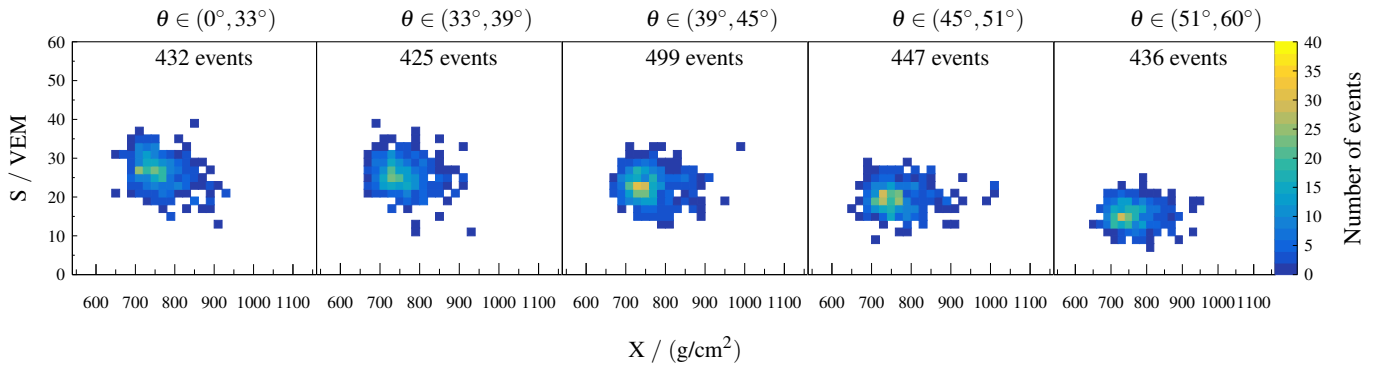 θ ∈ (0°, 33°) θ ∈ (33°, 39°) θ ∈ (39°, 45°) θ ∈ (45°, 51°) θ ∈ (51°, 60°)
432 events 425 events 499 events 447 events 436 events
60
50
40
30
20
10
0
S / VEM
600 700 800 900 1000 1100 600 700 800 900 1000 1100 600 700 800 900 1000 1100 600 700 800 900 1000 1100 600 700 800 900 1000 1100
X / (g/cm²)
40
35
30
25
20
15
10
5
0
Number of events